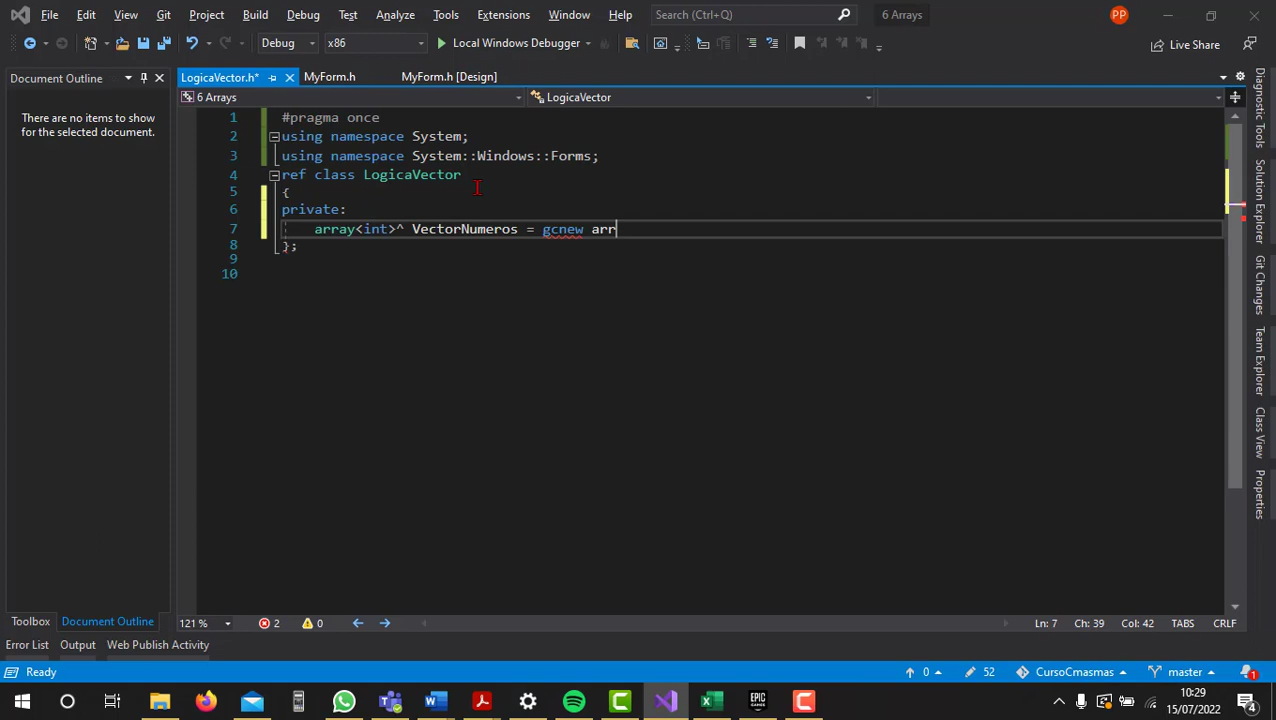 File Edit View Git Project Build Debug Test Analyze Tools Extensions Window Help Search (Ctrl+Q) 6 Arrays PP
Debug x86 Local Windows Debugger Live Share
Document Outline
LogicaVector.h* MyForm.h MyForm.h [Design]
6 Arrays LogicaVector
There are no items to show
for the selected document.
1 #pragma once
2 using namespace System;
3 using namespace System::Windows::Forms;
4 ref class LogicaVector
5 {
6 private:
7 array<int>^ VectorNumeros = gcnew arr
8 };
9
10
Diagnostic Tools
Solution Explorer
Git Changes
Team Explorer
Class View
Properties
Toolbox Document Outline
121 % 2 0 Ln: 7 Ch: 39 Col: 42 TABS CRLF
Error List Output Web Publish Activity
Ready 0 52 CursoCmasmas master 1
10:29
15/07/2022
4